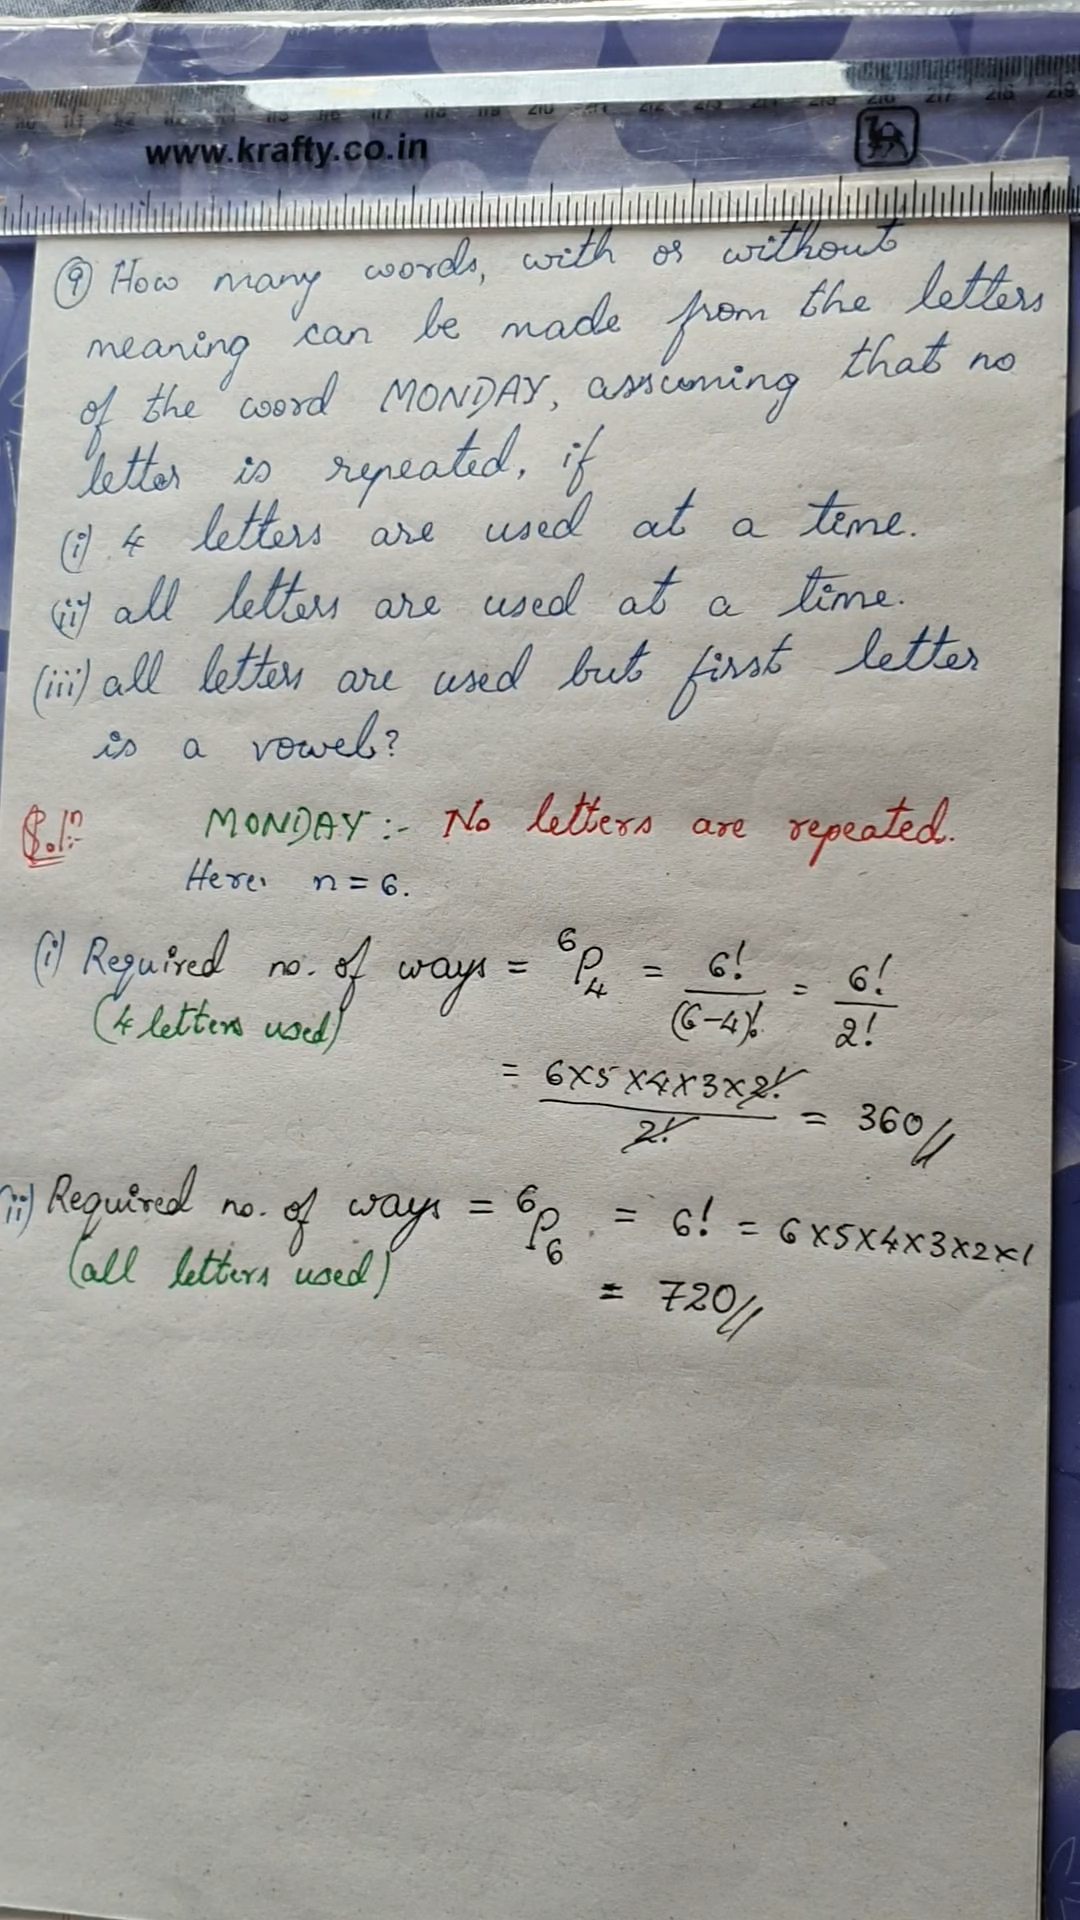 www.krafty.co.in
⑨ How many words, with or without
meaning can be made from the letters
of the word MONDAY, assuming that no
letter is repeated, if
(i) 4 letters are used at a time.
(ii) all letters are used at a time.
(iii) all letters are used but first letter
is a vowel?
Sol.ⁿ:- MONDAY :- No letters are repeated.
Here, n = 6.
(i) Required no. of ways = ⁶P₄ = 6!/(6-4)! = 6!/2!
(4 letters used)
= 6×5×4×3×2!/2! = 360//
ii) Required no. of ways = ⁶P₆ = 6! = 6×5×4×3×2×1
(all letters used)
= 720//